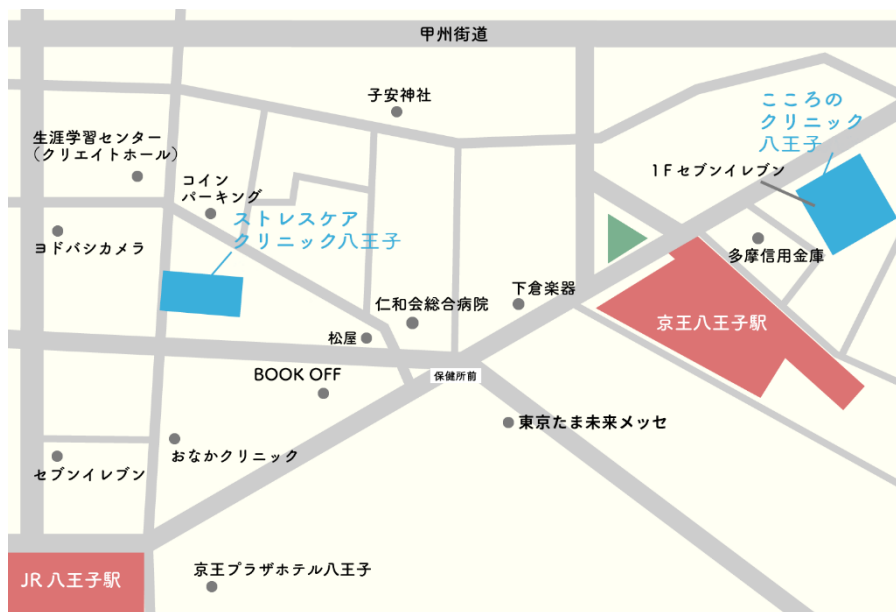 甲州街道
子安神社
こころの
クリニック
八王子
生涯学習センター
(クリエイトホール)
1Fセブンイレブン
コイン
パーキング
ストレスケア
クリニック八王子
ヨドバシカメラ
多摩信用金庫
下倉楽器
仁和会総合病院
京王八王子駅
松屋
BOOK OFF
保健所前
東京たま未来メッセ
おなかクリニック
セブンイレブン
京王プラザホテル八王子
JR八王子駅